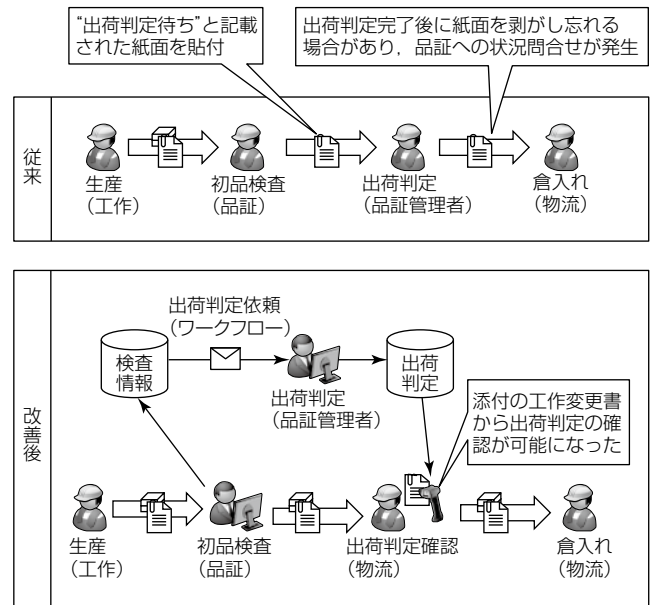 “出荷判定待ち”と記載
された紙面を貼付
出荷判定完了後に紙面を剥がし忘れる
場合があり，品証への状況問合せが発生
従来
生産
（工作）
初品検査
（品証）
出荷判定
（品証管理者）
倉入れ
（物流）
改善後
出荷判定依頼
（ワークフロー）
検査
情報
出荷判定
（品証管理者）
出荷
判定
添付の工作変更書
から出荷判定の確
認が可能になった
生産
（工作）
初品検査
（品証）
出荷判定確認
（物流）
倉入れ
（物流）